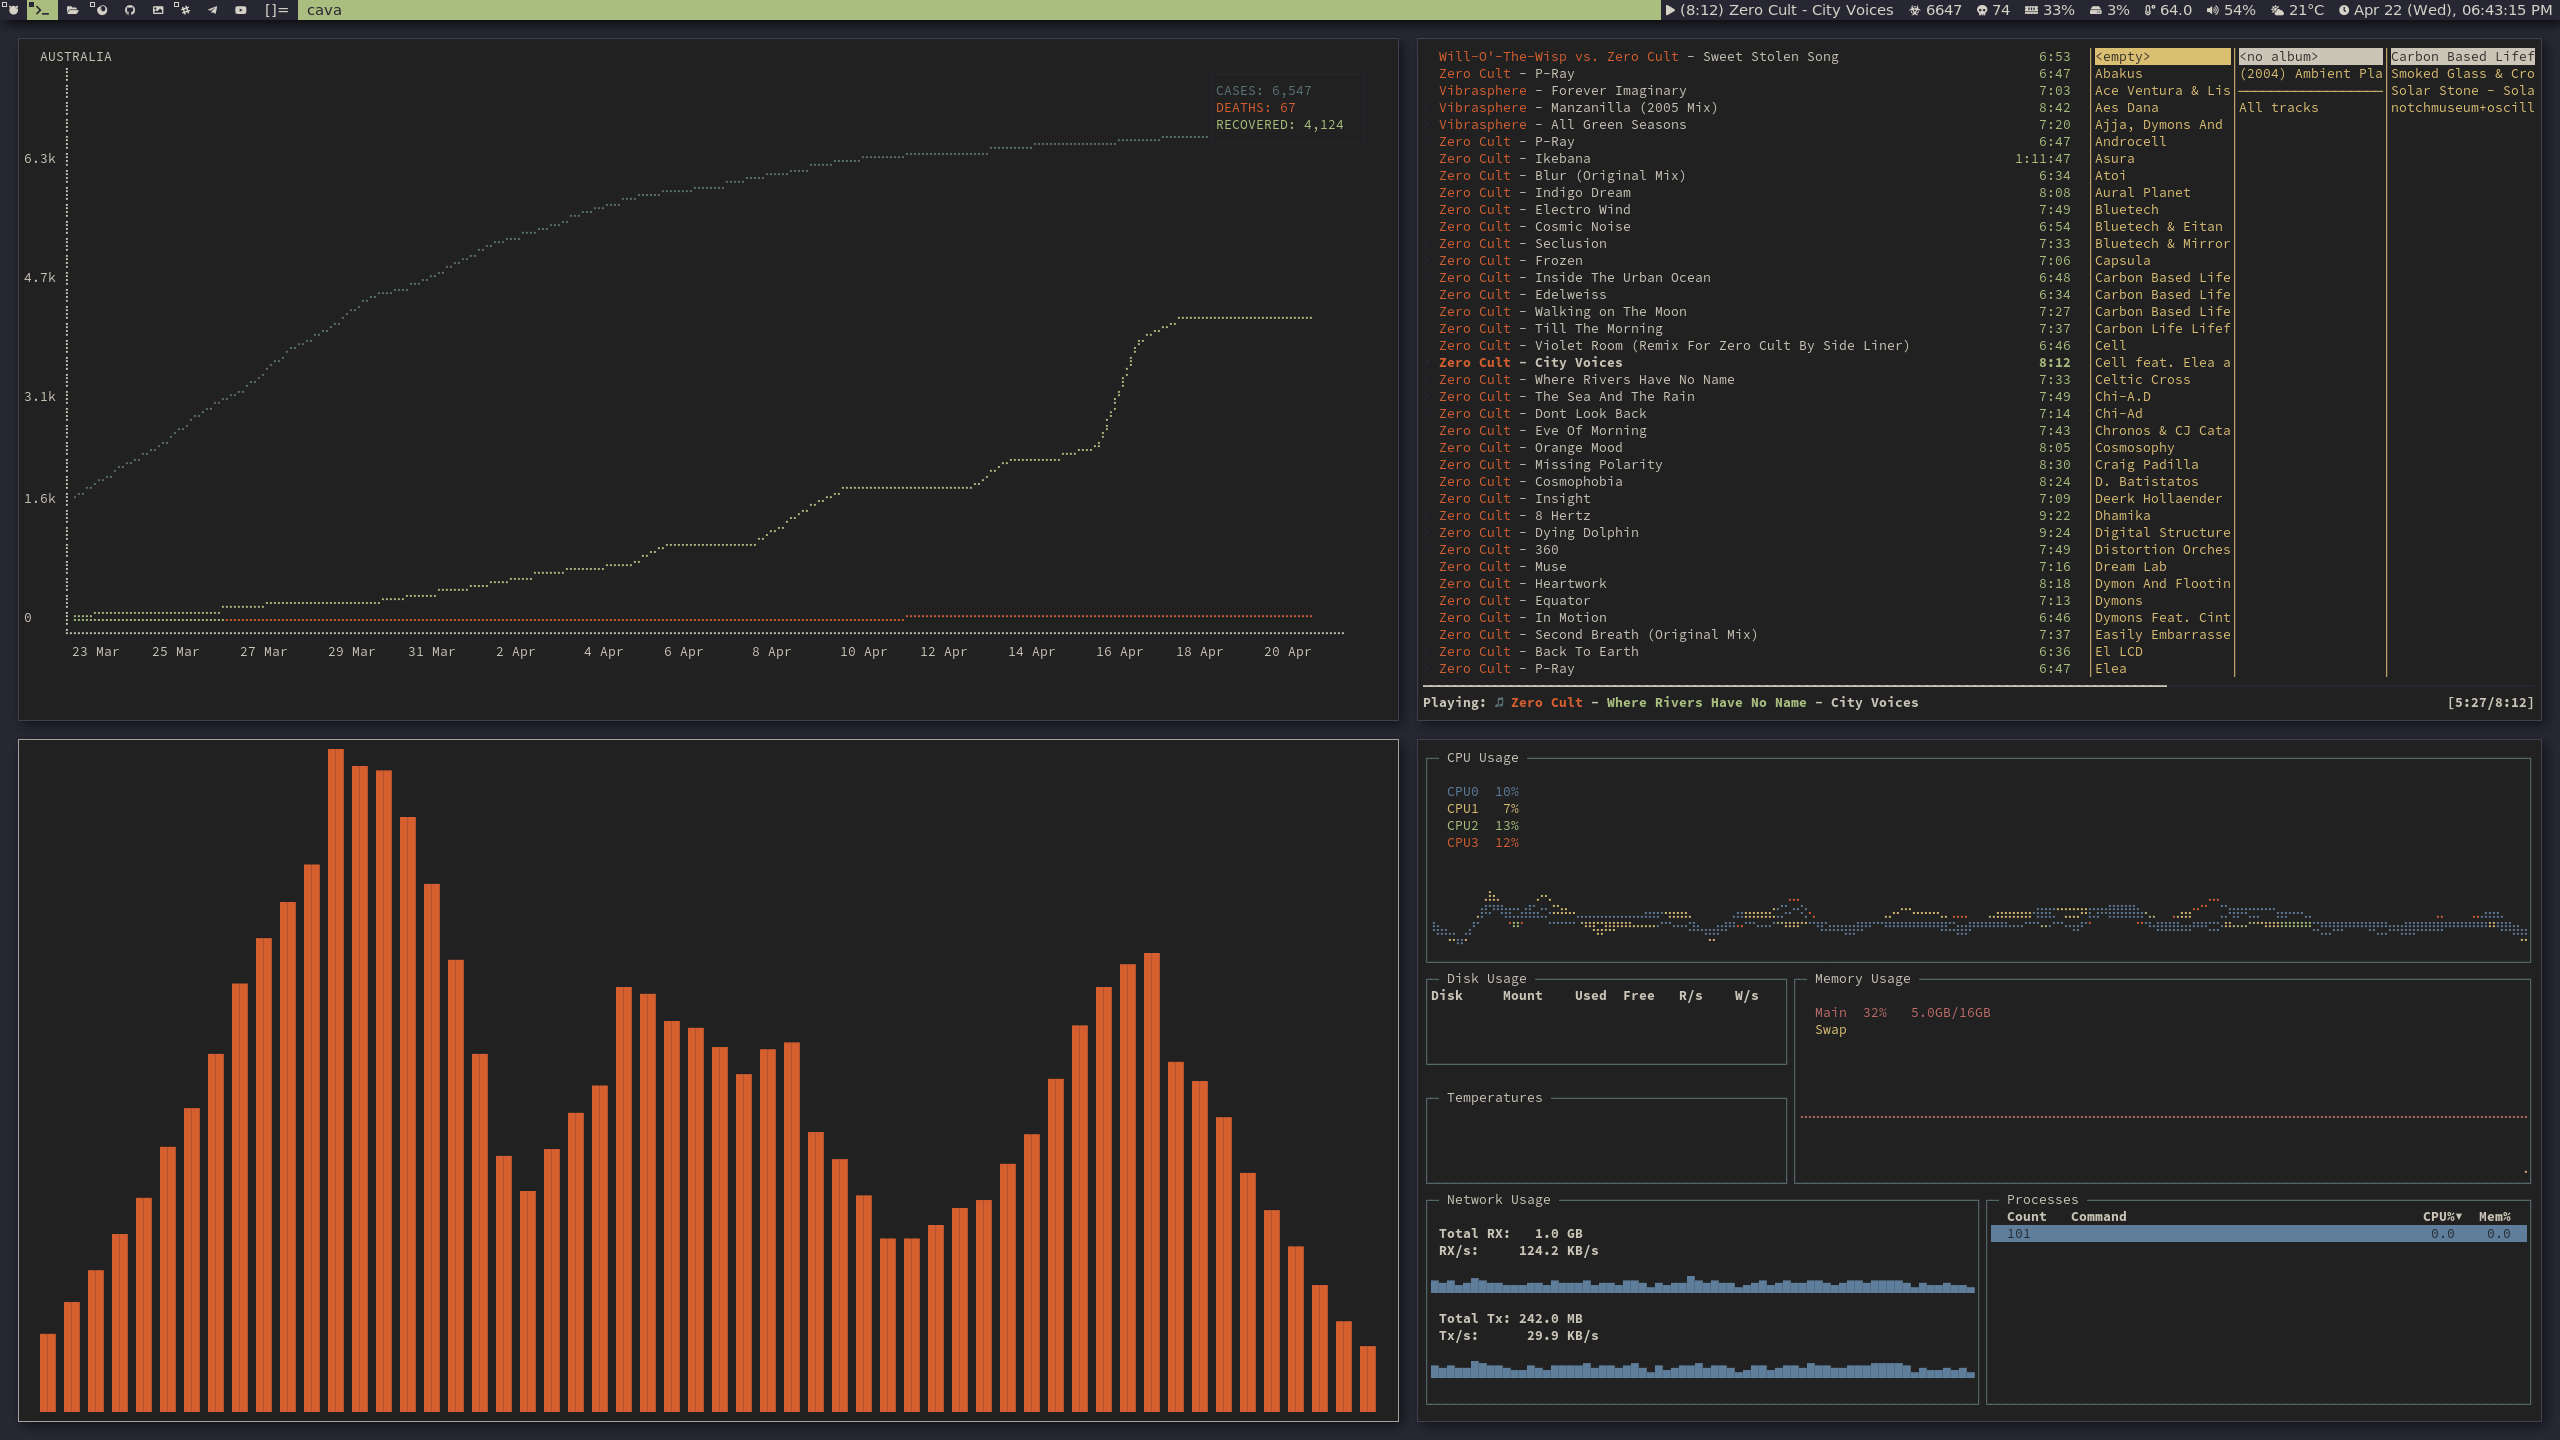 []= cava (8:12) Zero Cult - City Voices 6647 74 33% 3% 64.0 54% 21°C Apr 22 (Wed), 06:43:15 PM
AUSTRALIA
CASES: 6,547
DEATHS: 67
RECOVERED: 4,124
6.3k
4.7k
3.1k
1.6k
0
23 Mar 25 Mar 27 Mar 29 Mar 31 Mar 2 Apr 4 Apr 6 Apr 8 Apr 10 Apr 12 Apr 14 Apr 16 Apr 18 Apr 20 Apr
Will-O'-The-Wisp vs. Zero Cult - Sweet Stolen Song 6:53
Zero Cult - P-Ray 6:47
Vibrasphere - Forever Imaginary 7:03
Vibrasphere - Manzanilla (2005 Mix) 8:42
Vibrasphere - All Green Seasons 7:20
Zero Cult - P-Ray 6:47
Zero Cult - Ikebana 1:11:47
Zero Cult - Blur (Original Mix) 6:34
Zero Cult - Indigo Dream 8:08
Zero Cult - Electro Wind 7:49
Zero Cult - Cosmic Noise 6:54
Zero Cult - Seclusion 7:33
Zero Cult - Frozen 7:06
Zero Cult - Inside The Urban Ocean 6:48
Zero Cult - Edelweiss 6:34
Zero Cult - Walking on The Moon 7:27
Zero Cult - Till The Morning 7:37
Zero Cult - Violet Room (Remix For Zero Cult By Side Liner) 6:46
Zero Cult - City Voices 8:12
Zero Cult - Where Rivers Have No Name 7:33
Zero Cult - The Sea And The Rain 7:49
Zero Cult - Dont Look Back 7:14
Zero Cult - Eve Of Morning 7:43
Zero Cult - Orange Mood 8:05
Zero Cult - Missing Polarity 8:30
Zero Cult - Cosmophobia 8:24
Zero Cult - Insight 7:09
Zero Cult - 8 Hertz 9:22
Zero Cult - Dying Dolphin 9:24
Zero Cult - 360 7:49
Zero Cult - Muse 7:16
Zero Cult - Heartwork 8:18
Zero Cult - Equator 7:13
Zero Cult - In Motion 6:46
Zero Cult - Second Breath (Original Mix) 7:37
Zero Cult - Back To Earth 6:36
Zero Cult - P-Ray 6:47
<empty>
Abakus
Ace Ventura & Lis
Aes Dana
Ajja, Dymons And
Androcell
Asura
Atoi
Aural Planet
Bluetech
Bluetech & Eitan
Bluetech & Mirror
Capsula
Carbon Based Life
Carbon Based Life
Carbon Based Life
Carbon Life Lifef
Cell
Cell feat. Elea a
Celtic Cross
Chi-A.D
Chi-Ad
Chronos & CJ Cata
Cosmosophy
Craig Padilla
D. Batistatos
Deerk Hollaender
Dhamika
Digital Structure
Distortion Orches
Dream Lab
Dymon And Flootin
Dymons
Dymons Feat. Cint
Easily Embarrasse
El LCD
Elea
<no album>
(2004) Ambient Pla
All tracks
Carbon Based Lifef
Smoked Glass & Cro
Solar Stone - Sola
notchmuseum+oscill
Playing: ♫ Zero Cult - Where Rivers Have No Name - City Voices [5:27/8:12]
CPU Usage
CPU0 10%
CPU1 7%
CPU2 13%
CPU3 12%
Disk Usage
Disk Mount Used Free R/s W/s
Memory Usage
Main 32% 5.0GB/16GB
Swap
Temperatures
Network Usage
Total RX: 1.0 GB
RX/s: 124.2 KB/s
Total Tx: 242.0 MB
Tx/s: 29.9 KB/s
Processes
Count Command CPU%▼ Mem%
101 0.0 0.0